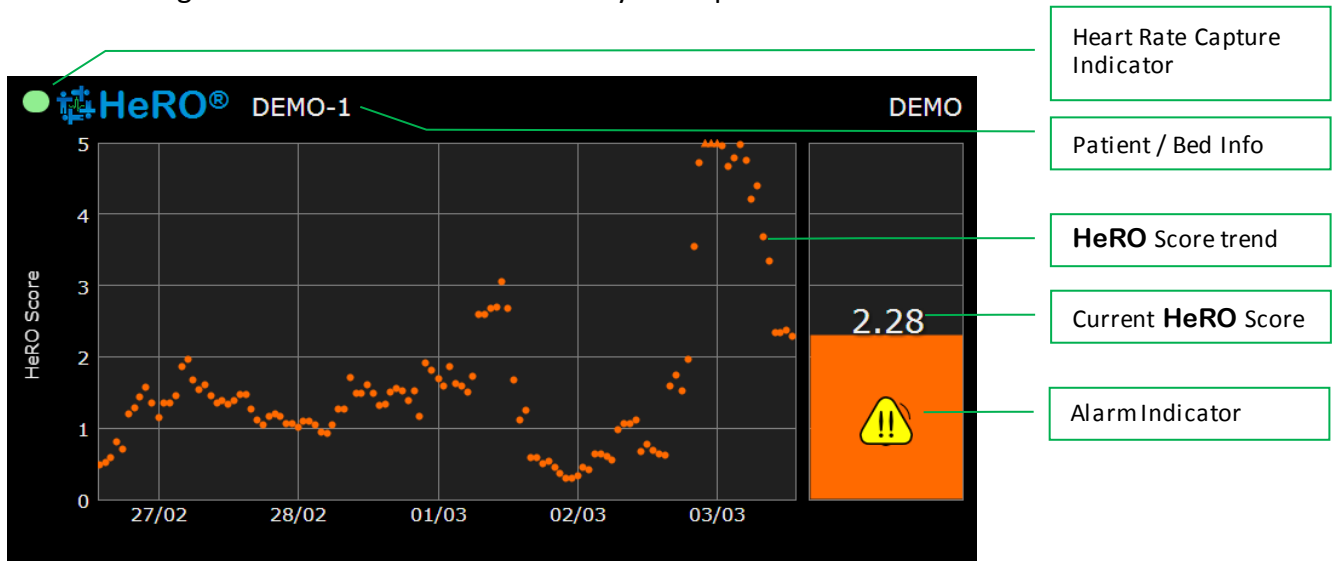 Heart Rate Capture
Indicator
HeRO® DEMO-1 DEMO
Patient / Bed Info
HeRO Score trend
Current HeRO Score
Alarm Indicator
HeRO Score
5
4
3
2
1
0
2.28
!!
27/02 28/02 01/03 02/03 03/03